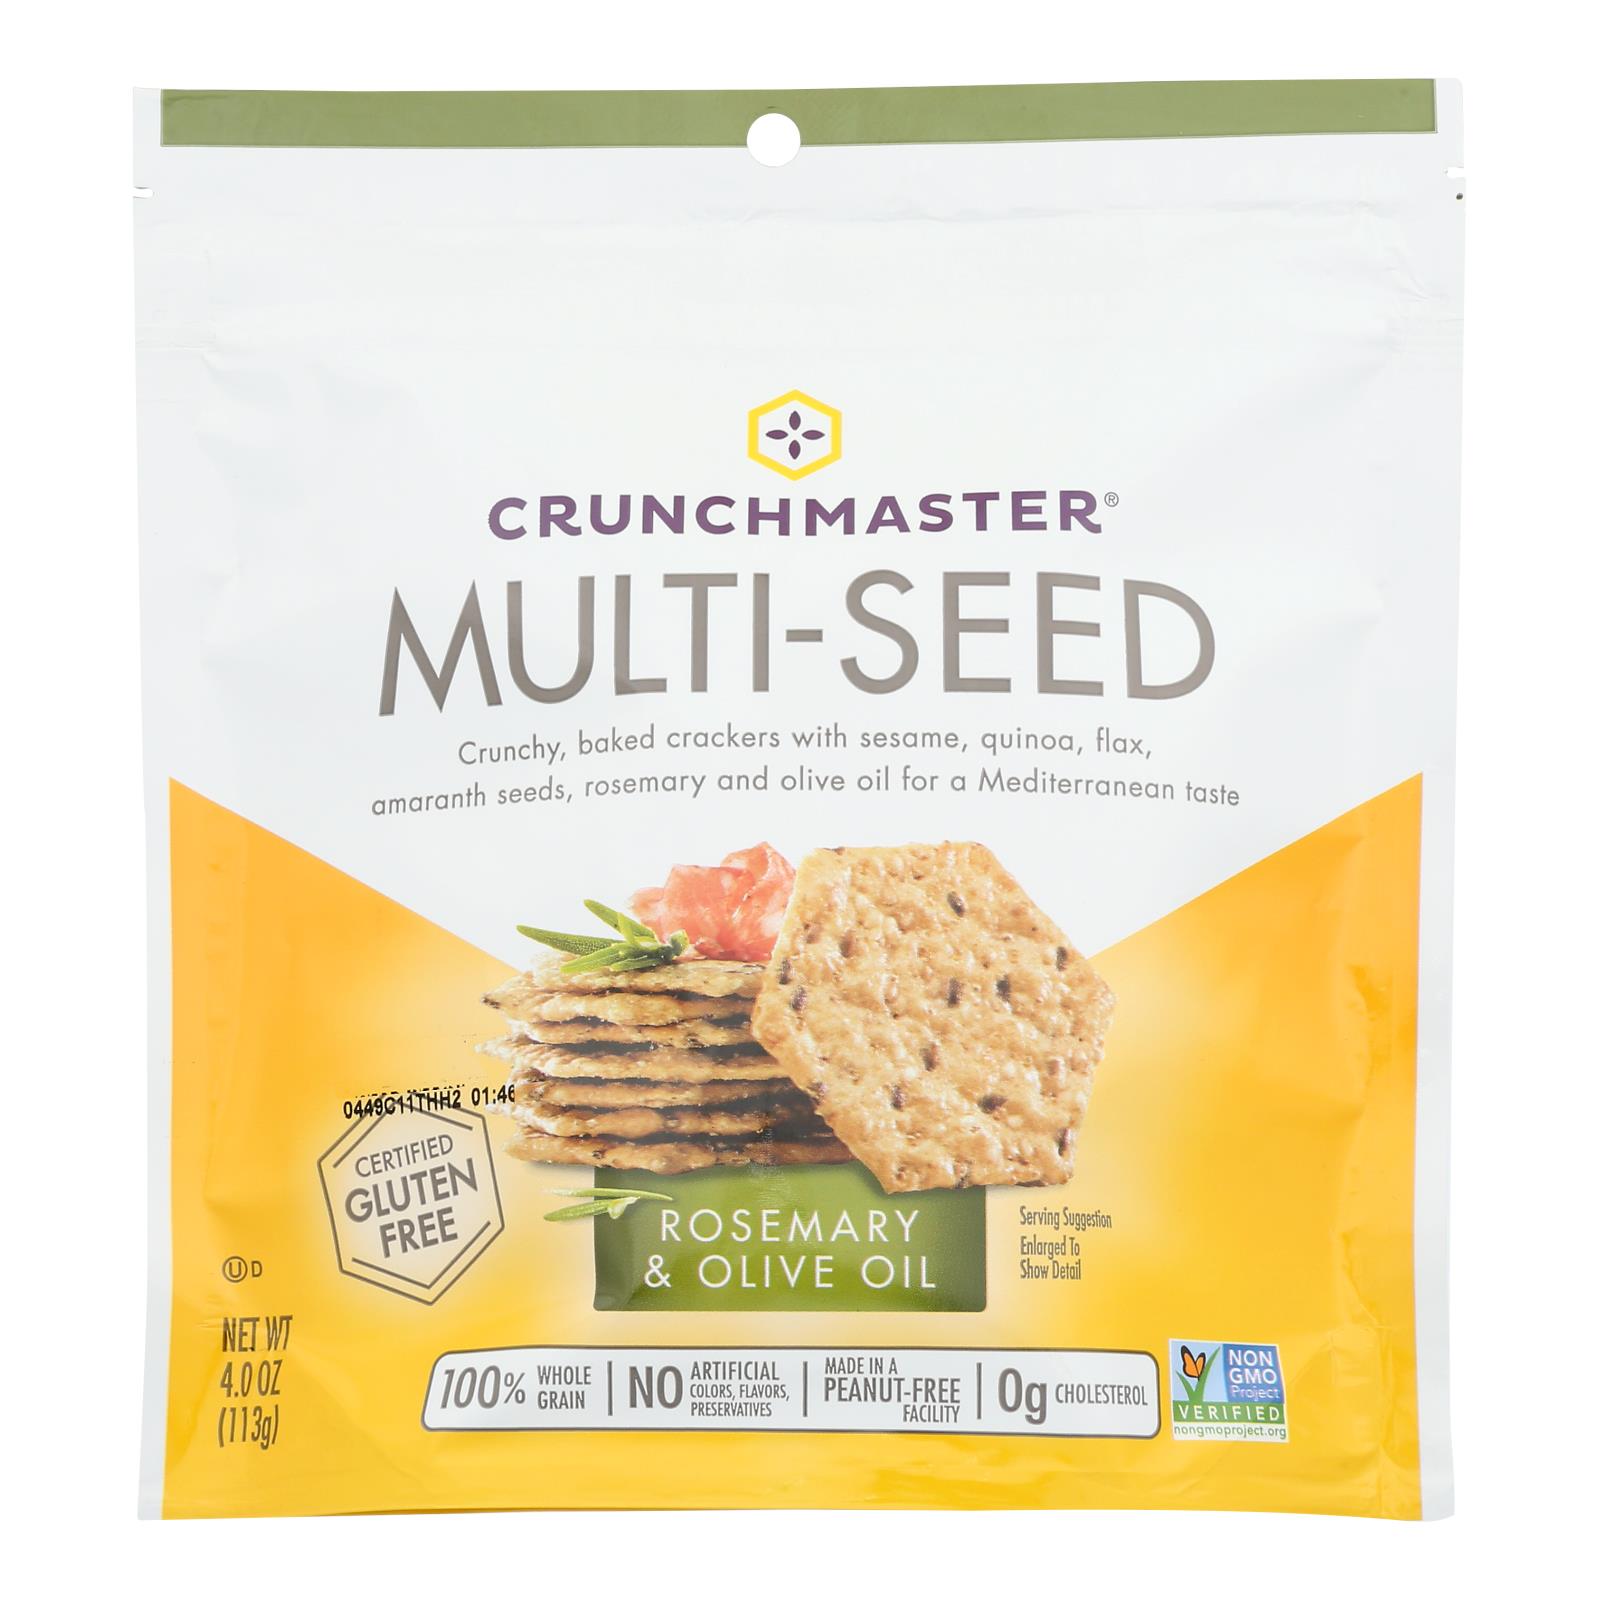 CRUNCHMASTER®
MULTI-SEED
Crunchy, baked crackers with sesame, quinoa, flax,
amaranth seeds, rosemary and olive oil for a Mediterranean taste
01:46
CERTIFIED
GLUTEN
FREE
ROSEMARY
& OLIVE OIL
Serving Suggestion
Enlarged To
Show Detail
U D
NET WT
4.0 OZ
(113g)
100% WHOLE
GRAIN
NO ARTIFICIAL
COLORS, FLAVORS,
PRESERVATIVES
MADE IN A
PEANUT-FREE
FACILITY
0g CHOLESTEROL
NON
GMO
Project
VERIFIED
nongmoproject.org